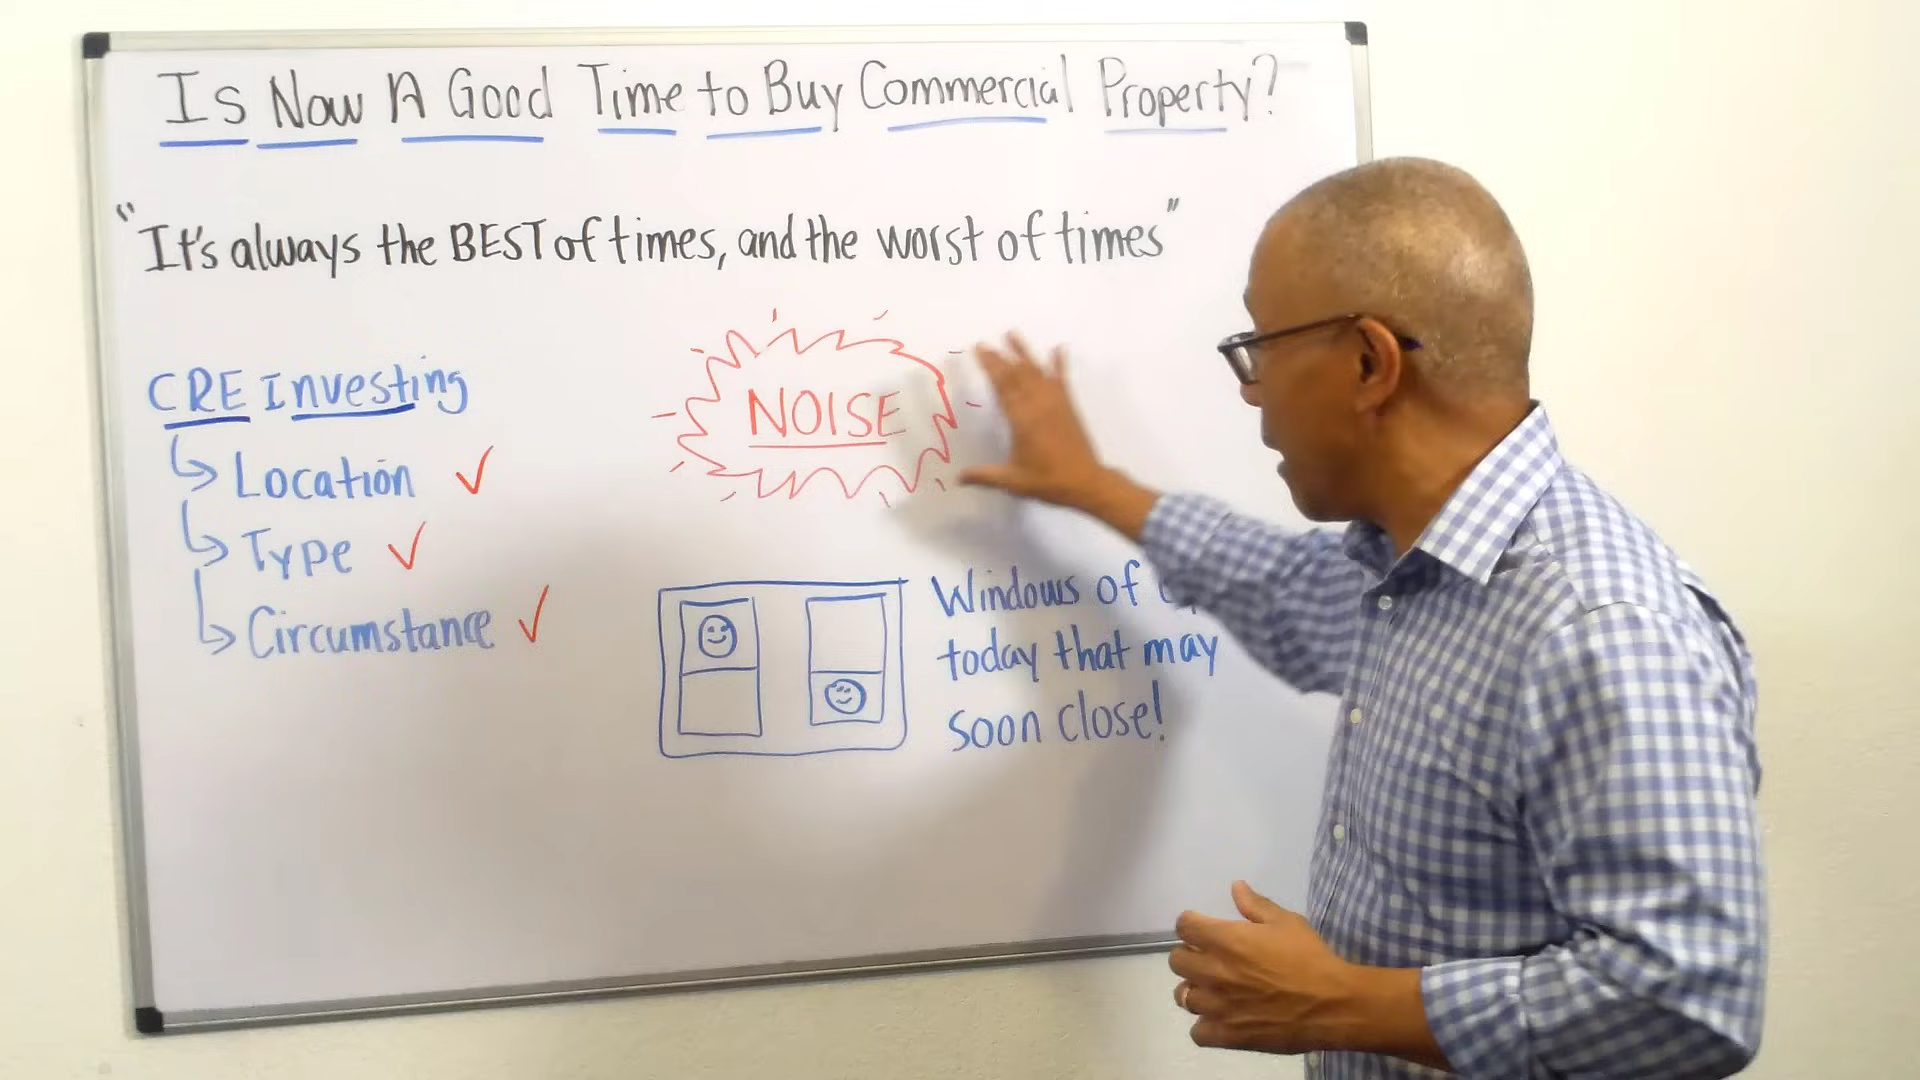 Is Now A Good Time to Buy Commercial Property?
"It's always the BEST of times, and the worst of times"
CRE Investing
Location
Type
Circumstance
NOISE
Windows of
today that may
soon close!